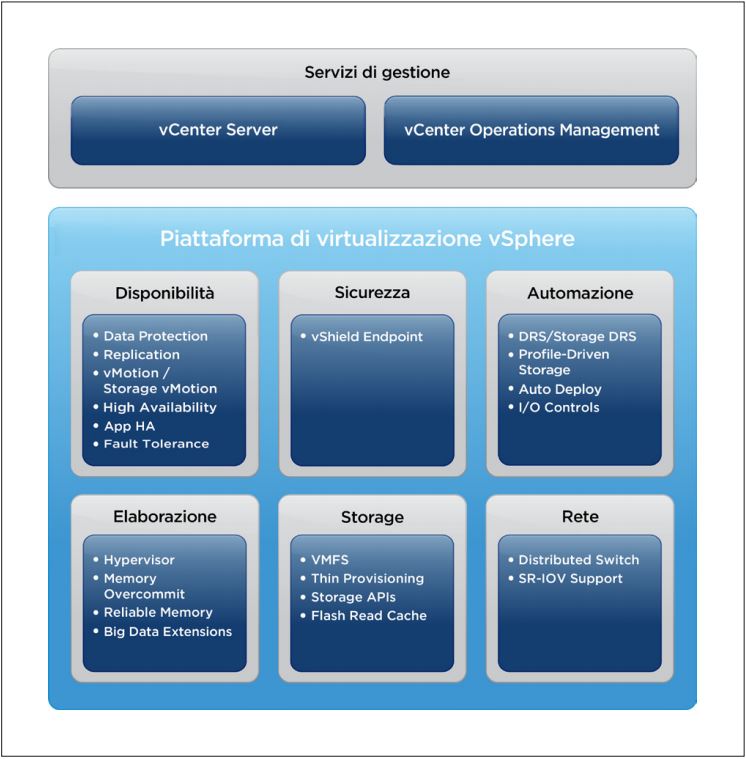 Servizi di gestione
vCenter Server
vCenter Operations Management
Piattaforma di virtualizzazione vSphere
Disponibilità
• Data Protection
• Replication
• vMotion /
Storage vMotion
• High Availability
• App HA
• Fault Tolerance
Sicurezza
• vShield Endpoint
Automazione
• DRS/Storage DRS
• Profile-Driven
Storage
• Auto Deploy
• I/O Controls
Elaborazione
• Hypervisor
• Memory
Overcommit
• Reliable Memory
• Big Data Extensions
Storage
• VMFS
• Thin Provisioning
• Storage APIs
• Flash Read Cache
Rete
• Distributed Switch
• SR-IOV Support